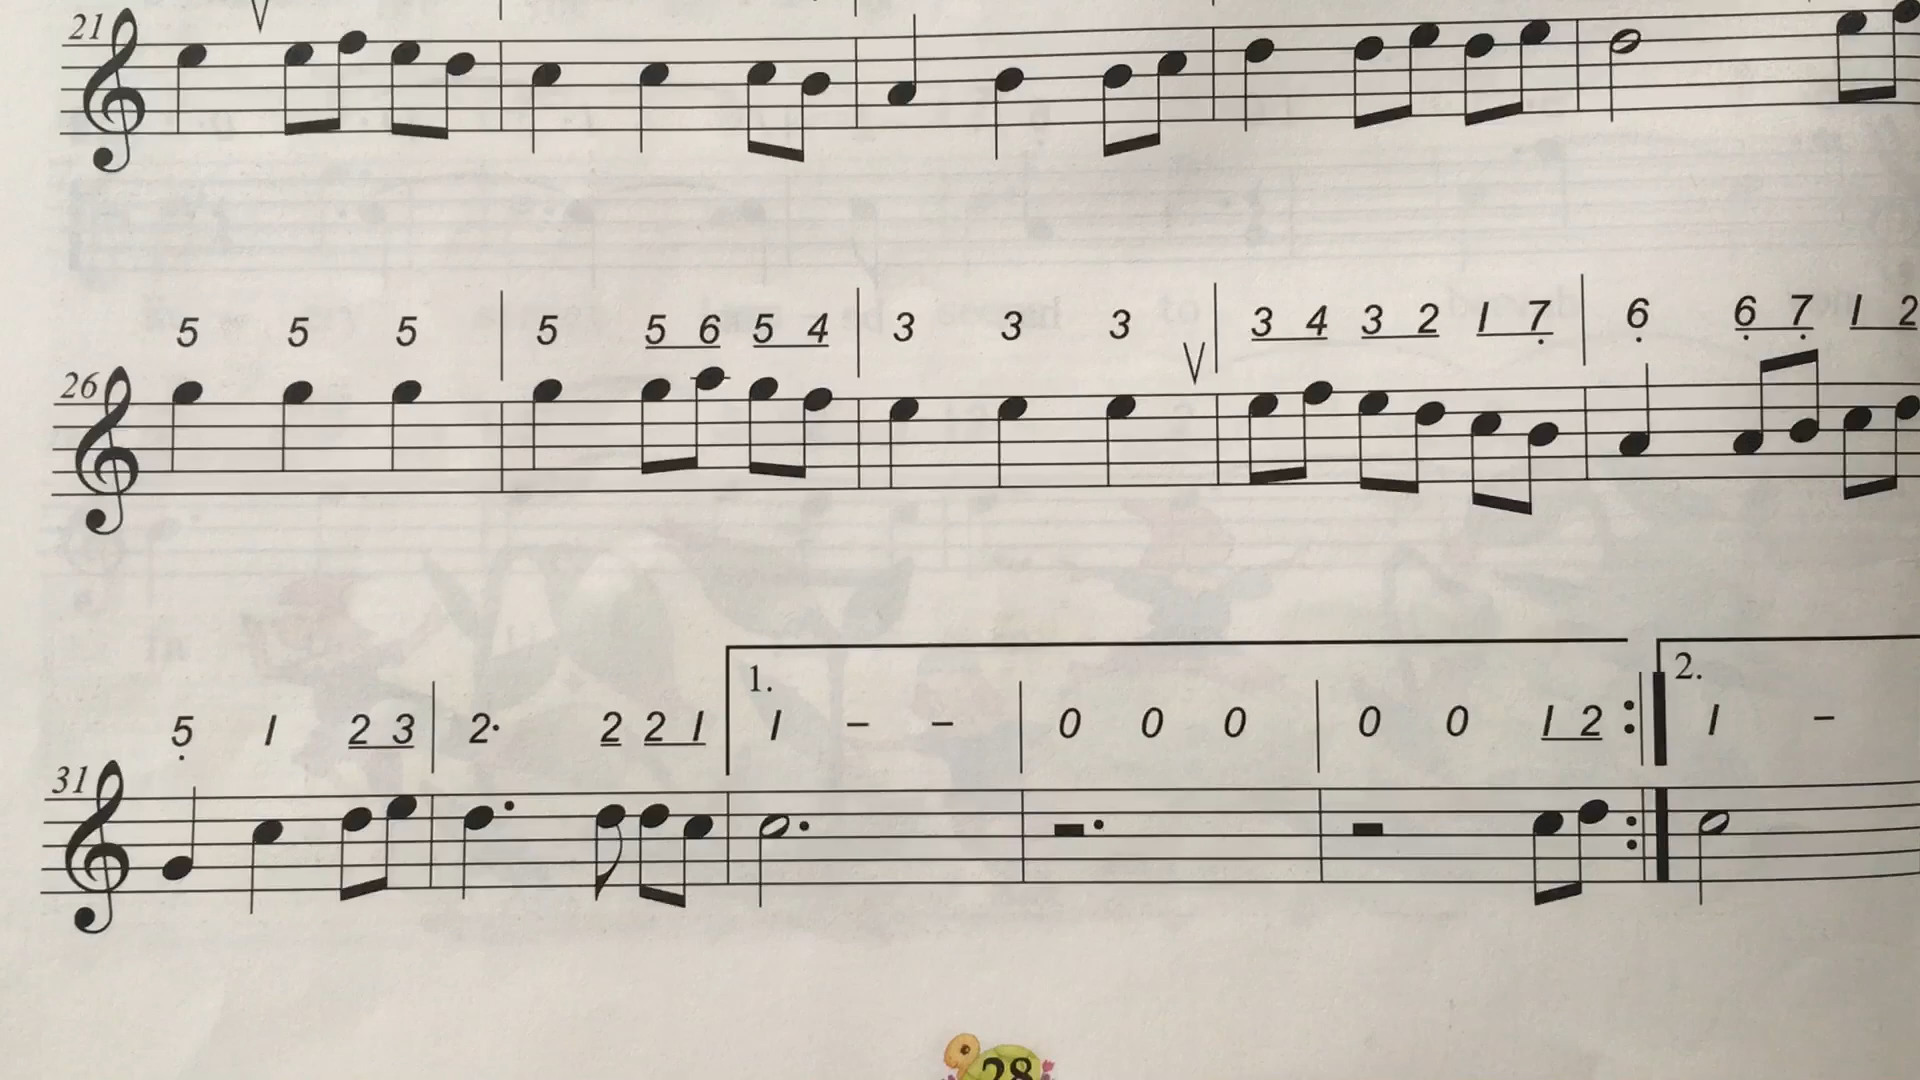 21
5 5 5 | 5 5 6 5 4 | 3 3 3 V | 3 4 3 2 1 7 | 6 6 7 1 2
26
1. 2.
5 1 2 3 | 2· 2 2 1 | 1 – – | 0 0 0 | 0 0 1 2 :| 1 –
31
28